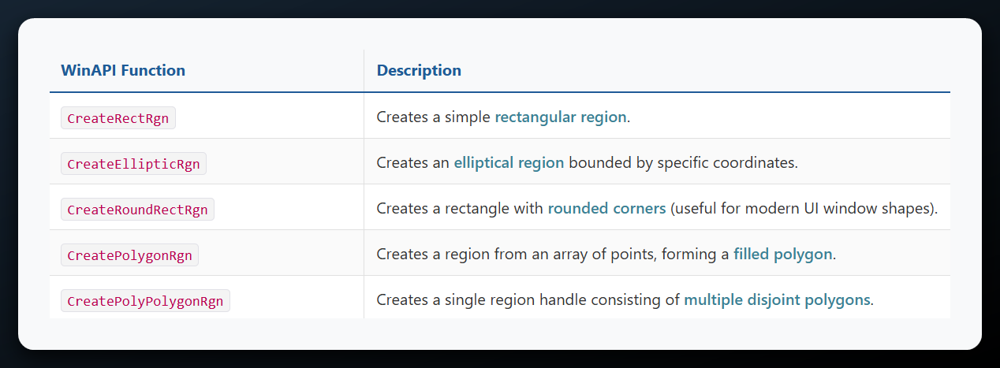 WinAPI Function Description
CreateRectRgn Creates a simple rectangular region.
CreateEllipticRgn Creates an elliptical region bounded by specific coordinates.
CreateRoundRectRgn Creates a rectangle with rounded corners (useful for modern UI window shapes).
CreatePolygonRgn Creates a region from an array of points, forming a filled polygon.
CreatePolyPolygonRgn Creates a single region handle consisting of multiple disjoint polygons.